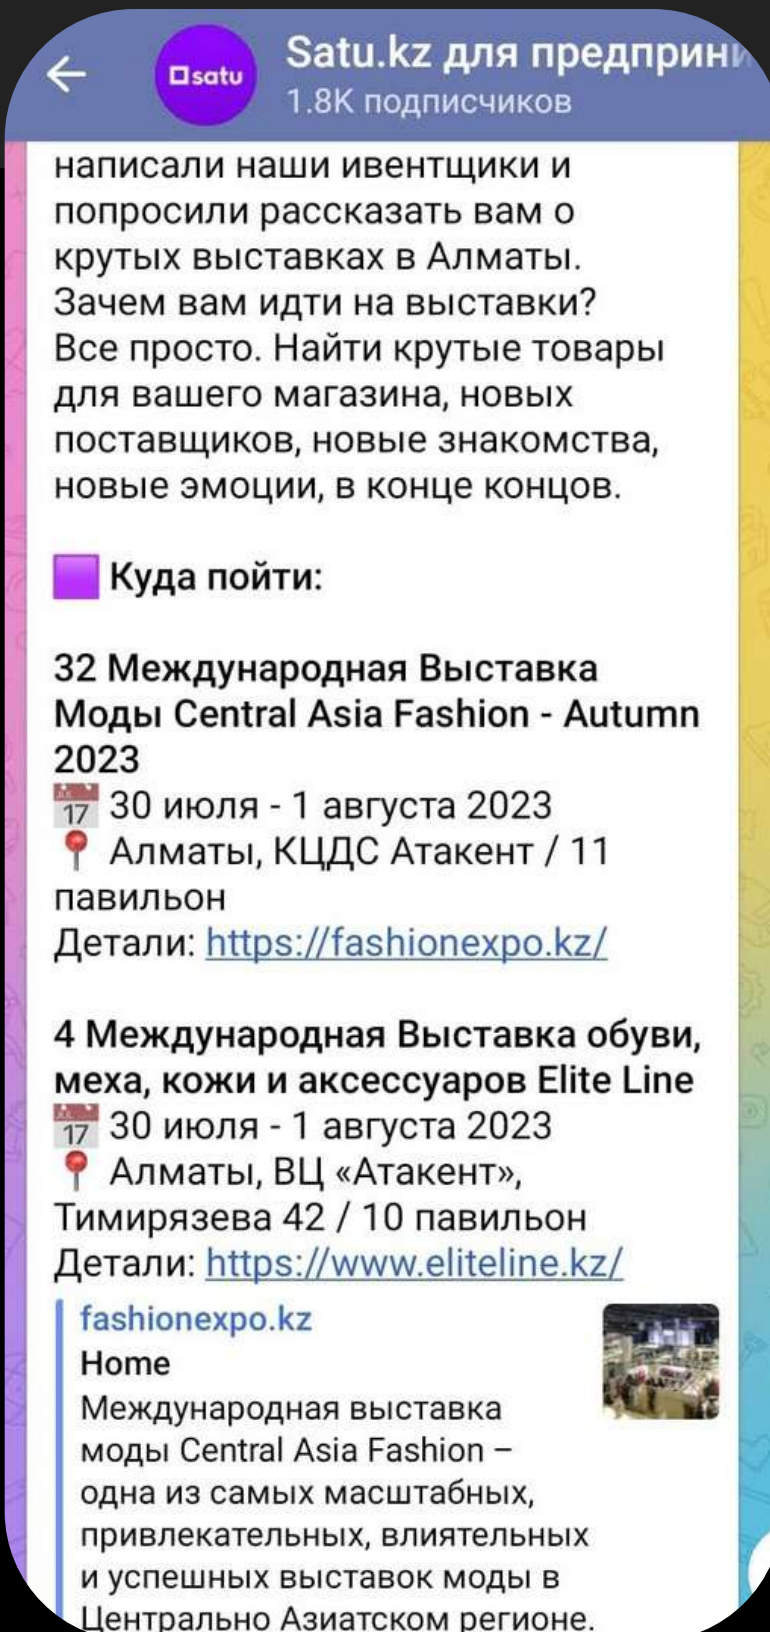 satu
Satu.kz для предприни
1.8K подписчиков
написали наши ивентщики и
попросили рассказать вам о
крутых выставках в Алматы.
Зачем вам идти на выставки?
Все просто. Найти крутые товары
для вашего магазина, новых
поставщиков, новые знакомства,
новые эмоции, в конце концов.
Куда пойти:
32 Международная Выставка
Моды Central Asia Fashion - Autumn
2023
17 30 июля - 1 августа 2023
Алматы, КЦДС Атакент / 11
павильон
Детали: https://fashionexpo.kz/
4 Международная Выставка обуви,
меха, кожи и аксессуаров Elite Line
17 30 июля - 1 августа 2023
Алматы, ВЦ «Атакент»,
Тимирязева 42 / 10 павильон
Детали: https://www.eliteline.kz/
fashionexpo.kz
Home
Международная выставка
моды Central Asia Fashion –
одна из самых масштабных,
привлекательных, влиятельных
и успешных выставок моды в
Центрально Азиатском регионе.